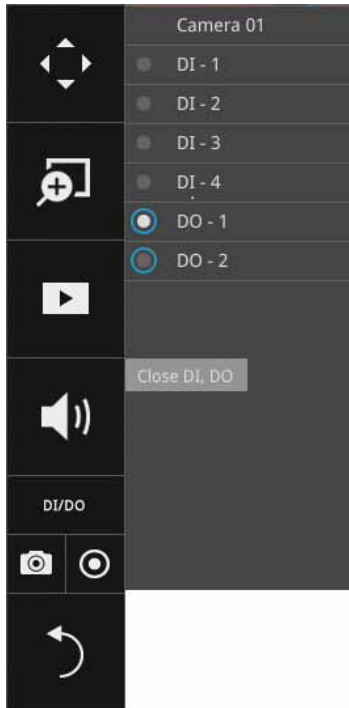 Camera 01
DI - 1
DI - 2
DI - 3
DI - 4
DO - 1
DO - 2
Close DI, DO
DI/DO